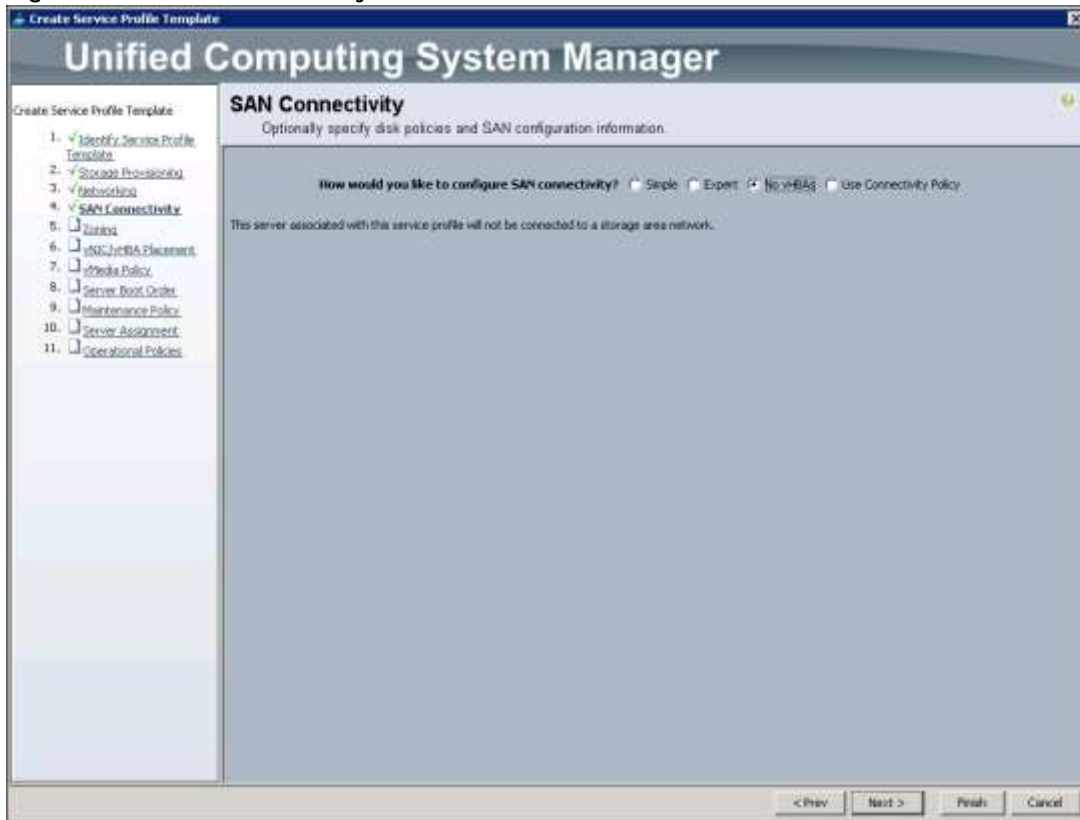 Create Service Profile Template
Unified Computing System Manager
Create Service Profile Template
1. Identify Service Profile
Template
2. Storage Provisioning
3. Networking
4. SAN Connectivity
5. Zoning
6. vNIC/vHBA Placement
7. vMedia Policy
8. Server Boot Order
9. Maintenance Policy
10. Server Assignment
11. Operational Policies
SAN Connectivity
Optionally specify disk policies and SAN configuration information.
How would you like to configure SAN connectivity? Simple Expert No vHBAs Use Connectivity Policy
This server associated with this service profile will not be connected to a storage area network.
< Prev Next > Finish Cancel